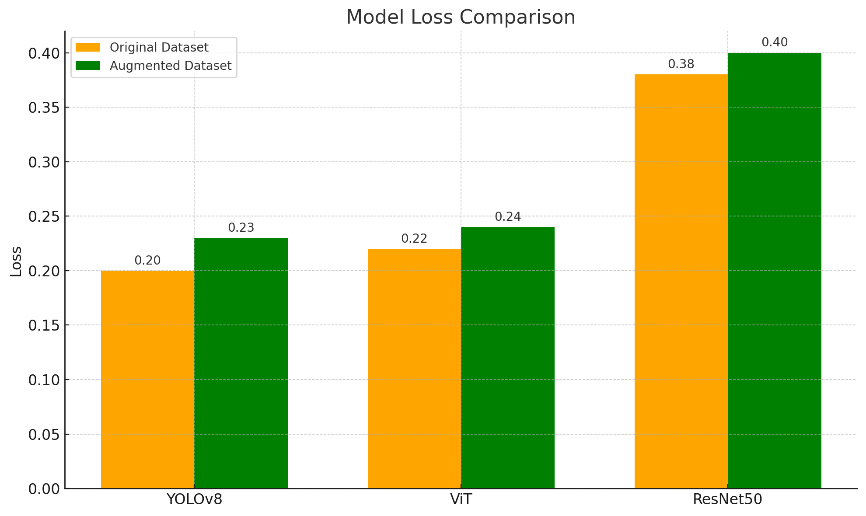 Model Loss Comparison
Original Dataset
Augmented Dataset
Loss
0.40
0.35
0.30
0.25
0.20
0.15
0.10
0.05
0.00
0.20
0.23
0.22
0.24
0.38
0.40
YOLOv8
ViT
ResNet50